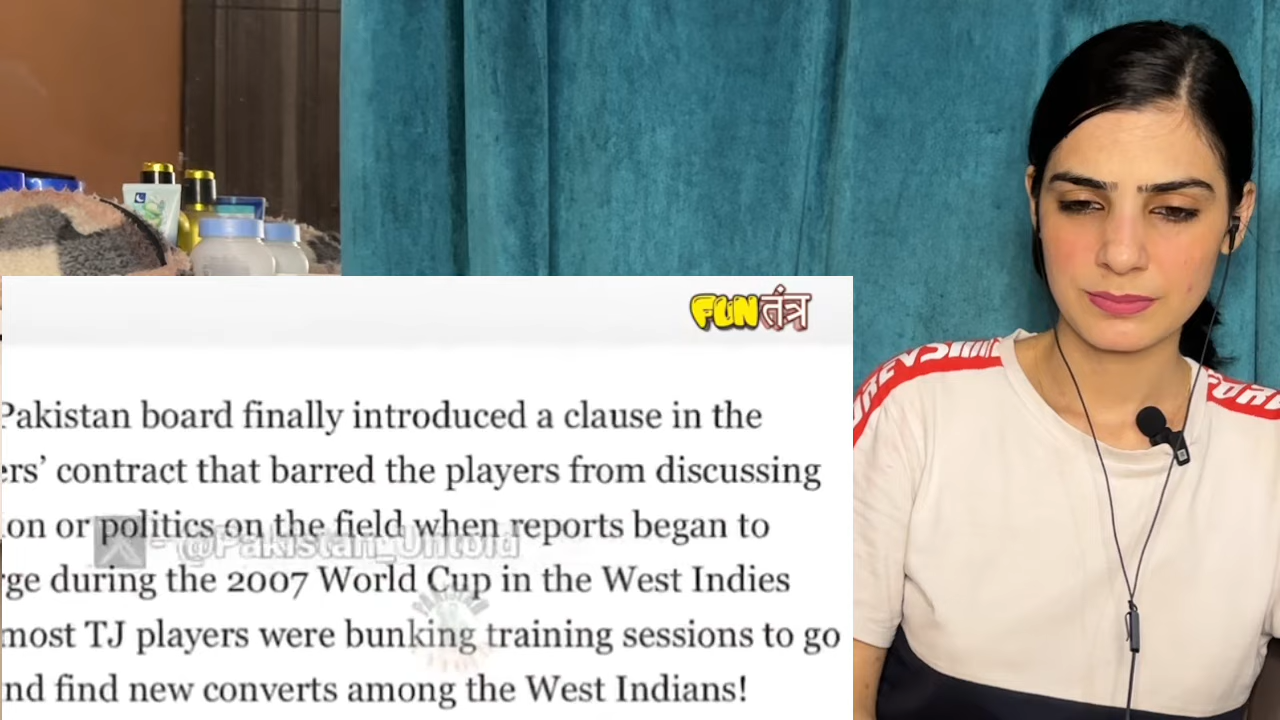 FUNतंत्र
Pakistan board finally introduced a clause in the
ers' contract that barred the players from discussing
on or politics on the field when reports began to
rge during the 2007 World Cup in the West Indies
most TJ players were bunking training sessions to go
nd find new converts among the West Indians!
X - @Pakistan_Untold